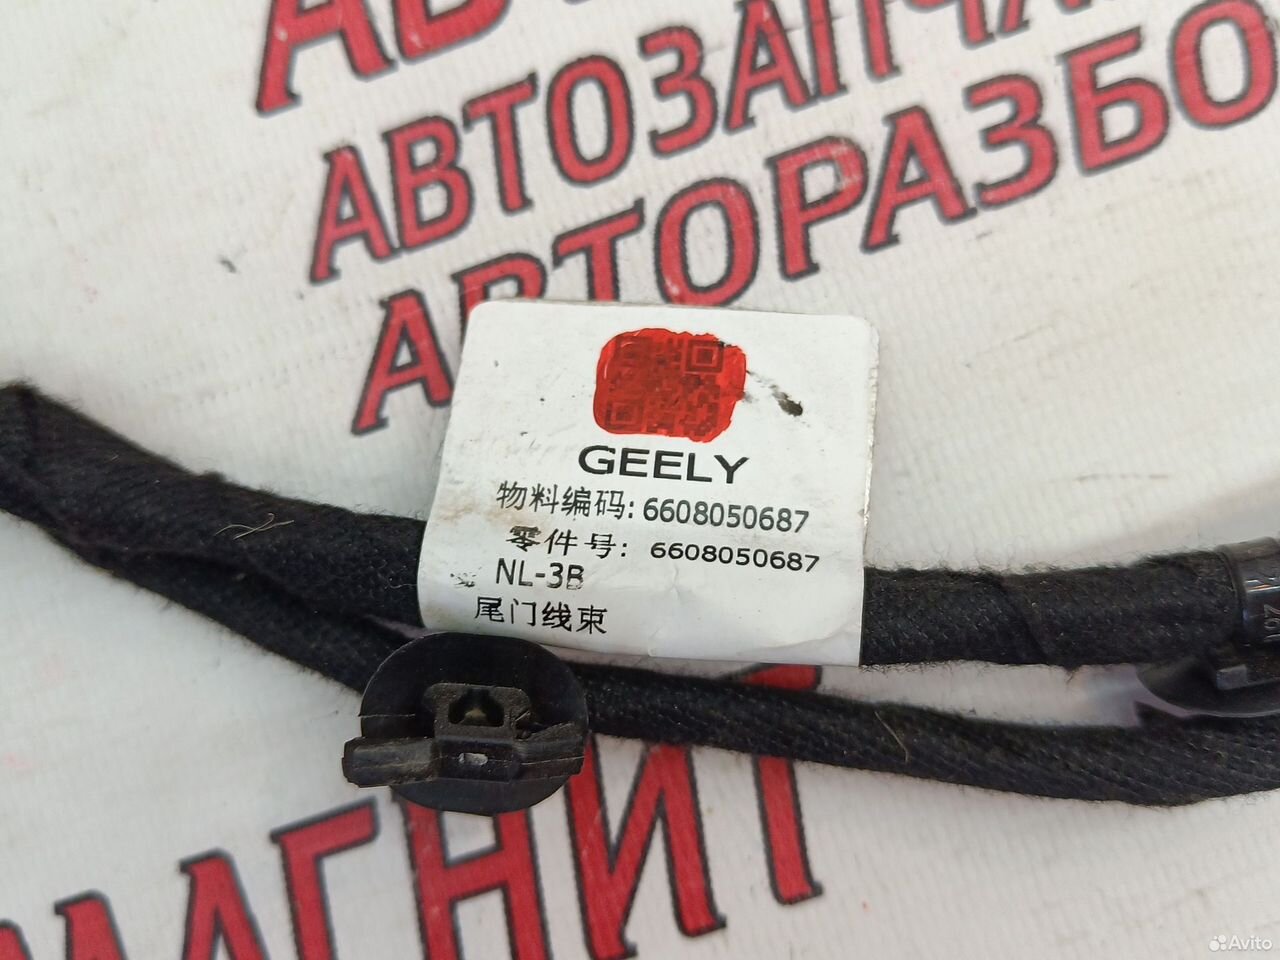 АВТОЗАПЧА
АВТОРАЗБО
GEELY
物料编码: 6608050687
零件号: 6608050687
NL-3B
尾门线束
МАГНИТ
Avito